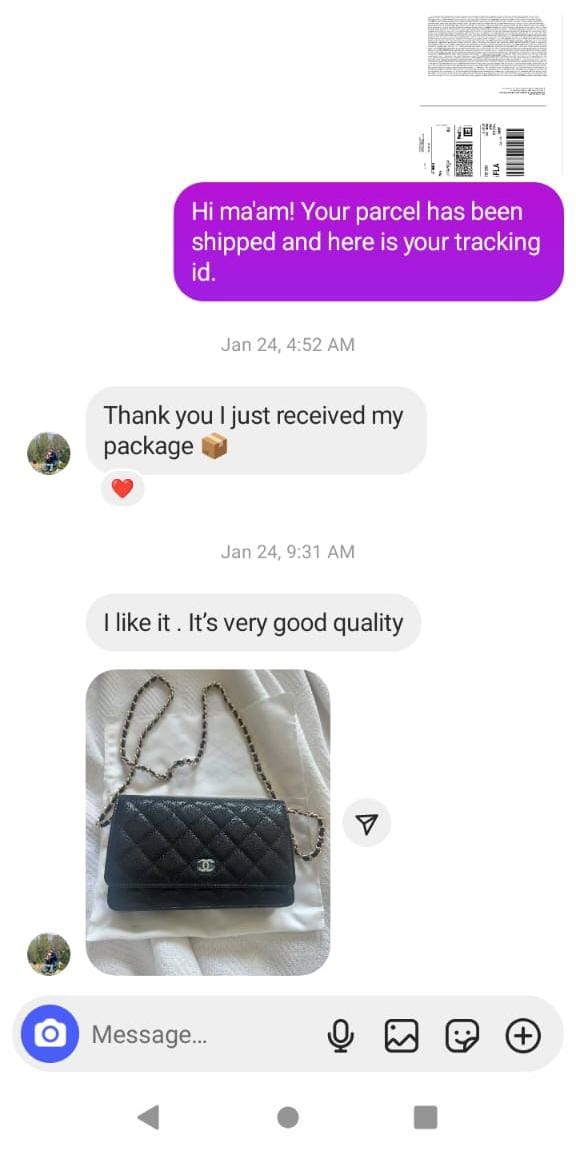 Hi ma'am! Your parcel has been
shipped and here is your tracking
id.
Jan 24, 4:52 AM
Thank you I just received my
package 📦
❤️
Jan 24, 9:31 AM
I like it . It’s very good quality
Message...